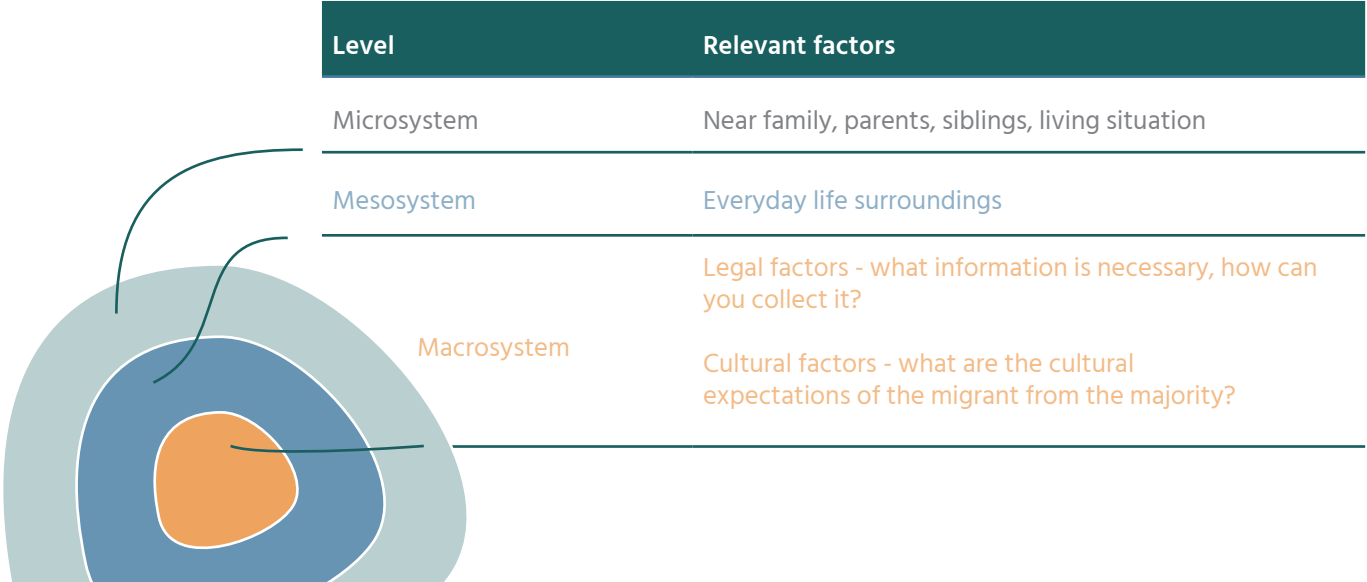 Level Relevant factors
Microsystem Near family, parents, siblings, living situation
Mesosystem Everyday life surroundings
Macrosystem
Legal factors - what information is necessary, how can
you collect it?
Cultural factors - what are the cultural
expectations of the migrant from the majority?